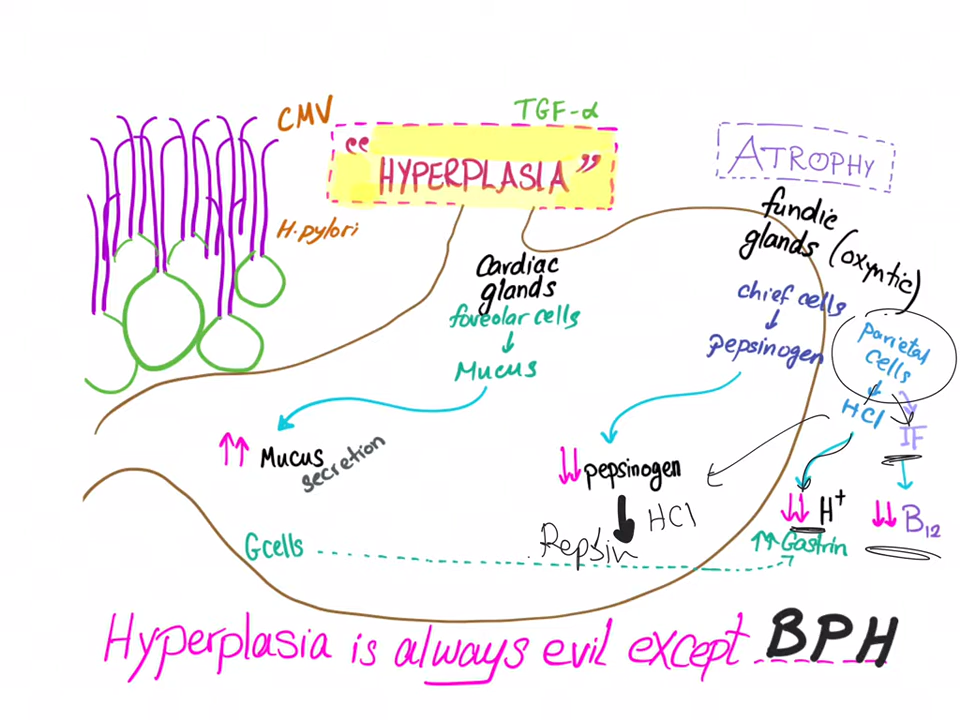 CMV
TGF-α
"HYPERPLASIA"
ATROPHY
H.pylori
Cardiac
glands
foveolar cells
↓
Mucus
fundic
glands (oxyntic)
chief cells
↓
Pepsinogen
Parietal
cells
HCl
IF
↑↑ Mucus
secretion
↓↓ pepsinogen
↓ HCl
Pepsin
↓↓ H+
↑↑ Gastrin
↓↓ B12
G cells
Hyperplasia is always evil except BPH